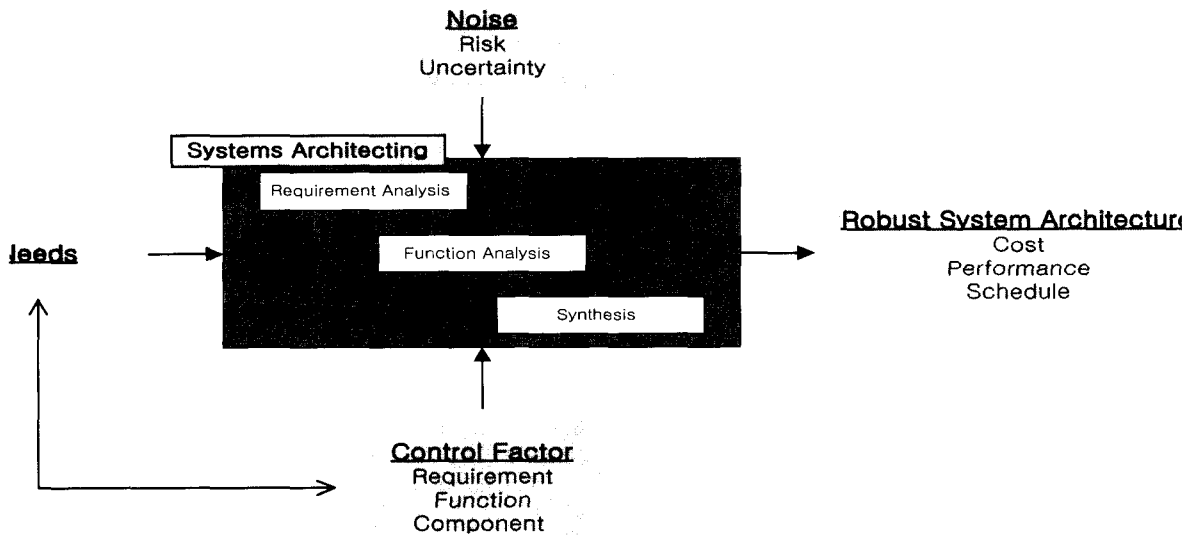 Noise
Risk
Uncertainty
Systems Architecting
Requirement Analysis
Function Analysis
Synthesis
leeds
Robust System Architecture
Cost
Performance
Schedule
Control Factor
Requirement
Function
Component